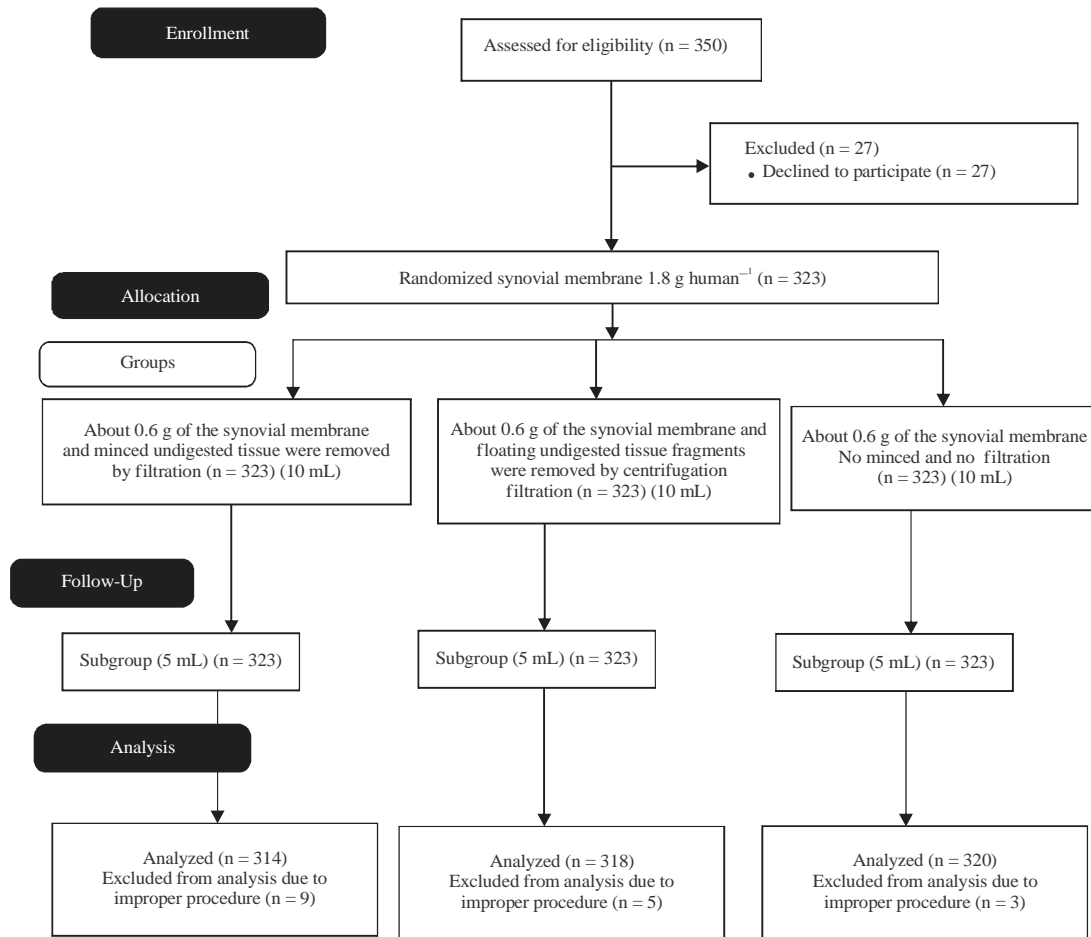 Enrollment
Assessed for eligibility (n = 350)
Excluded (n = 27)
• Declined to participate (n = 27)
Randomized synovial membrane 1.8 g human⁻¹ (n = 323)
Allocation
Groups
About 0.6 g of the synovial membrane
and minced undigested tissue were removed
by filtration (n = 323) (10 mL)
About 0.6 g of the synovial membrane and
floating undigested tissue fragments
were removed by centrifugation
filtration (n = 323) (10 mL)
About 0.6 g of the synovial membrane
No minced and no filtration
(n = 323) (10 mL)
Follow-Up
Subgroup (5 mL) (n = 323)
Subgroup (5 mL) (n = 323)
Subgroup (5 mL) (n = 323)
Analysis
Analyzed (n = 314)
Excluded from analysis due to
improper procedure (n = 9)
Analyzed (n = 318)
Excluded from analysis due to
improper procedure (n = 5)
Analyzed (n = 320)
Excluded from analysis due to
improper procedure (n = 3)